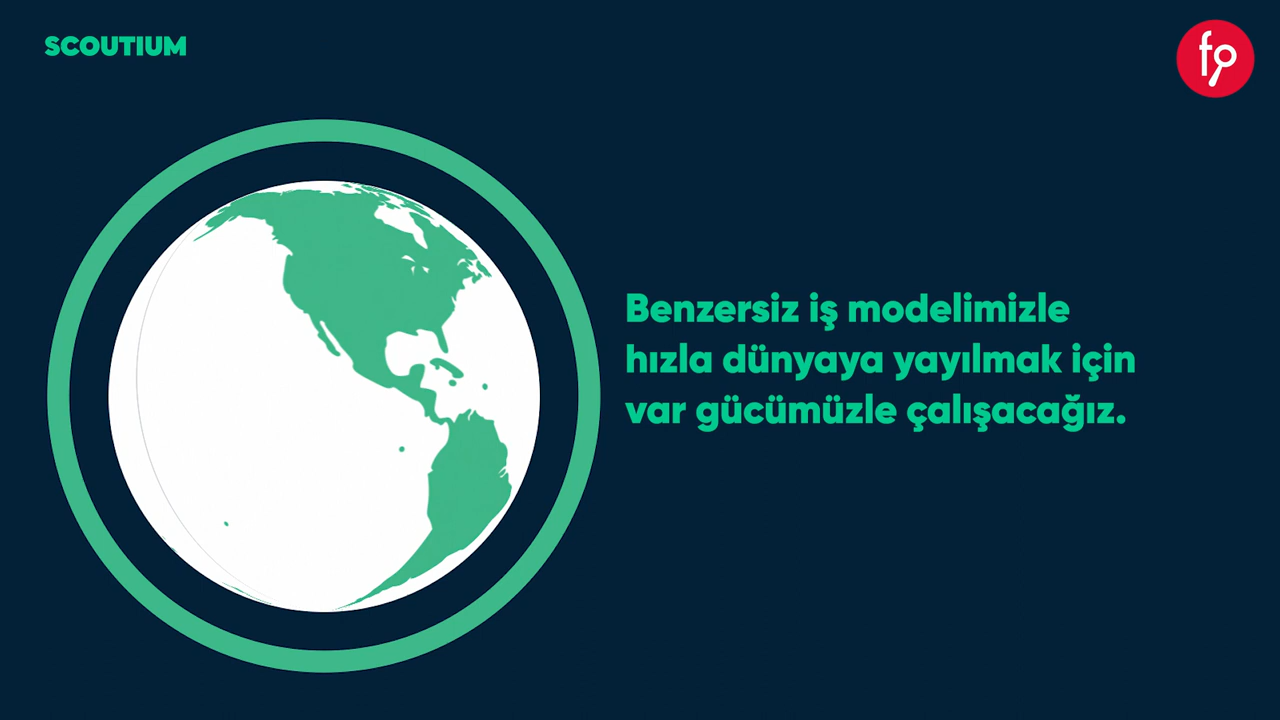 SCOUTIUM
fp
Benzersiz iş modelimizle
hızla dünyaya yayılmak için
var gücümüzle çalışacağız.